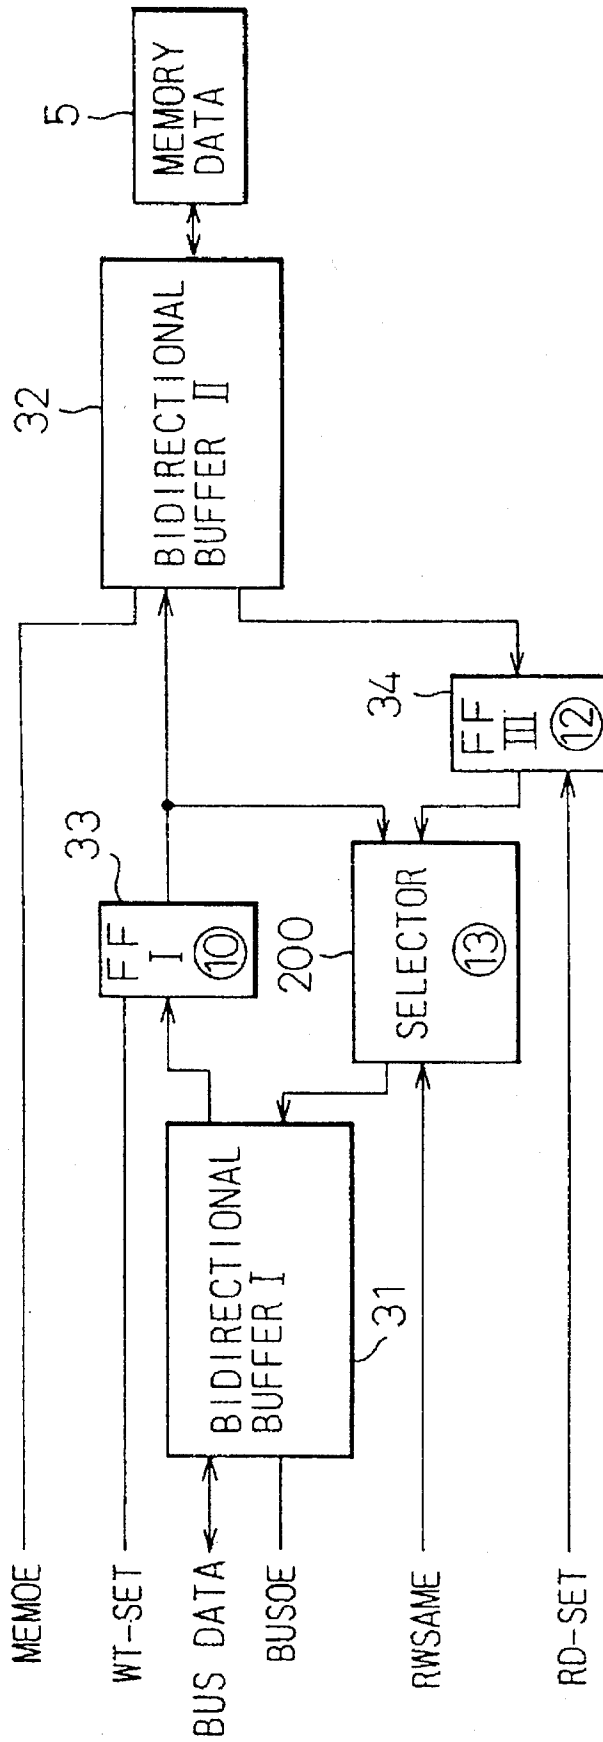 MEMOE
WT-SET
BUS DATA
BUSOE
RWSAME
RD-SET
BIDIRECTIONAL
BUFFER I
31
33
FF
I
10
200
SELECTOR
13
34
FF
III
12
32
BIDIRECTIONAL
BUFFER II
5
MEMORY
DATA